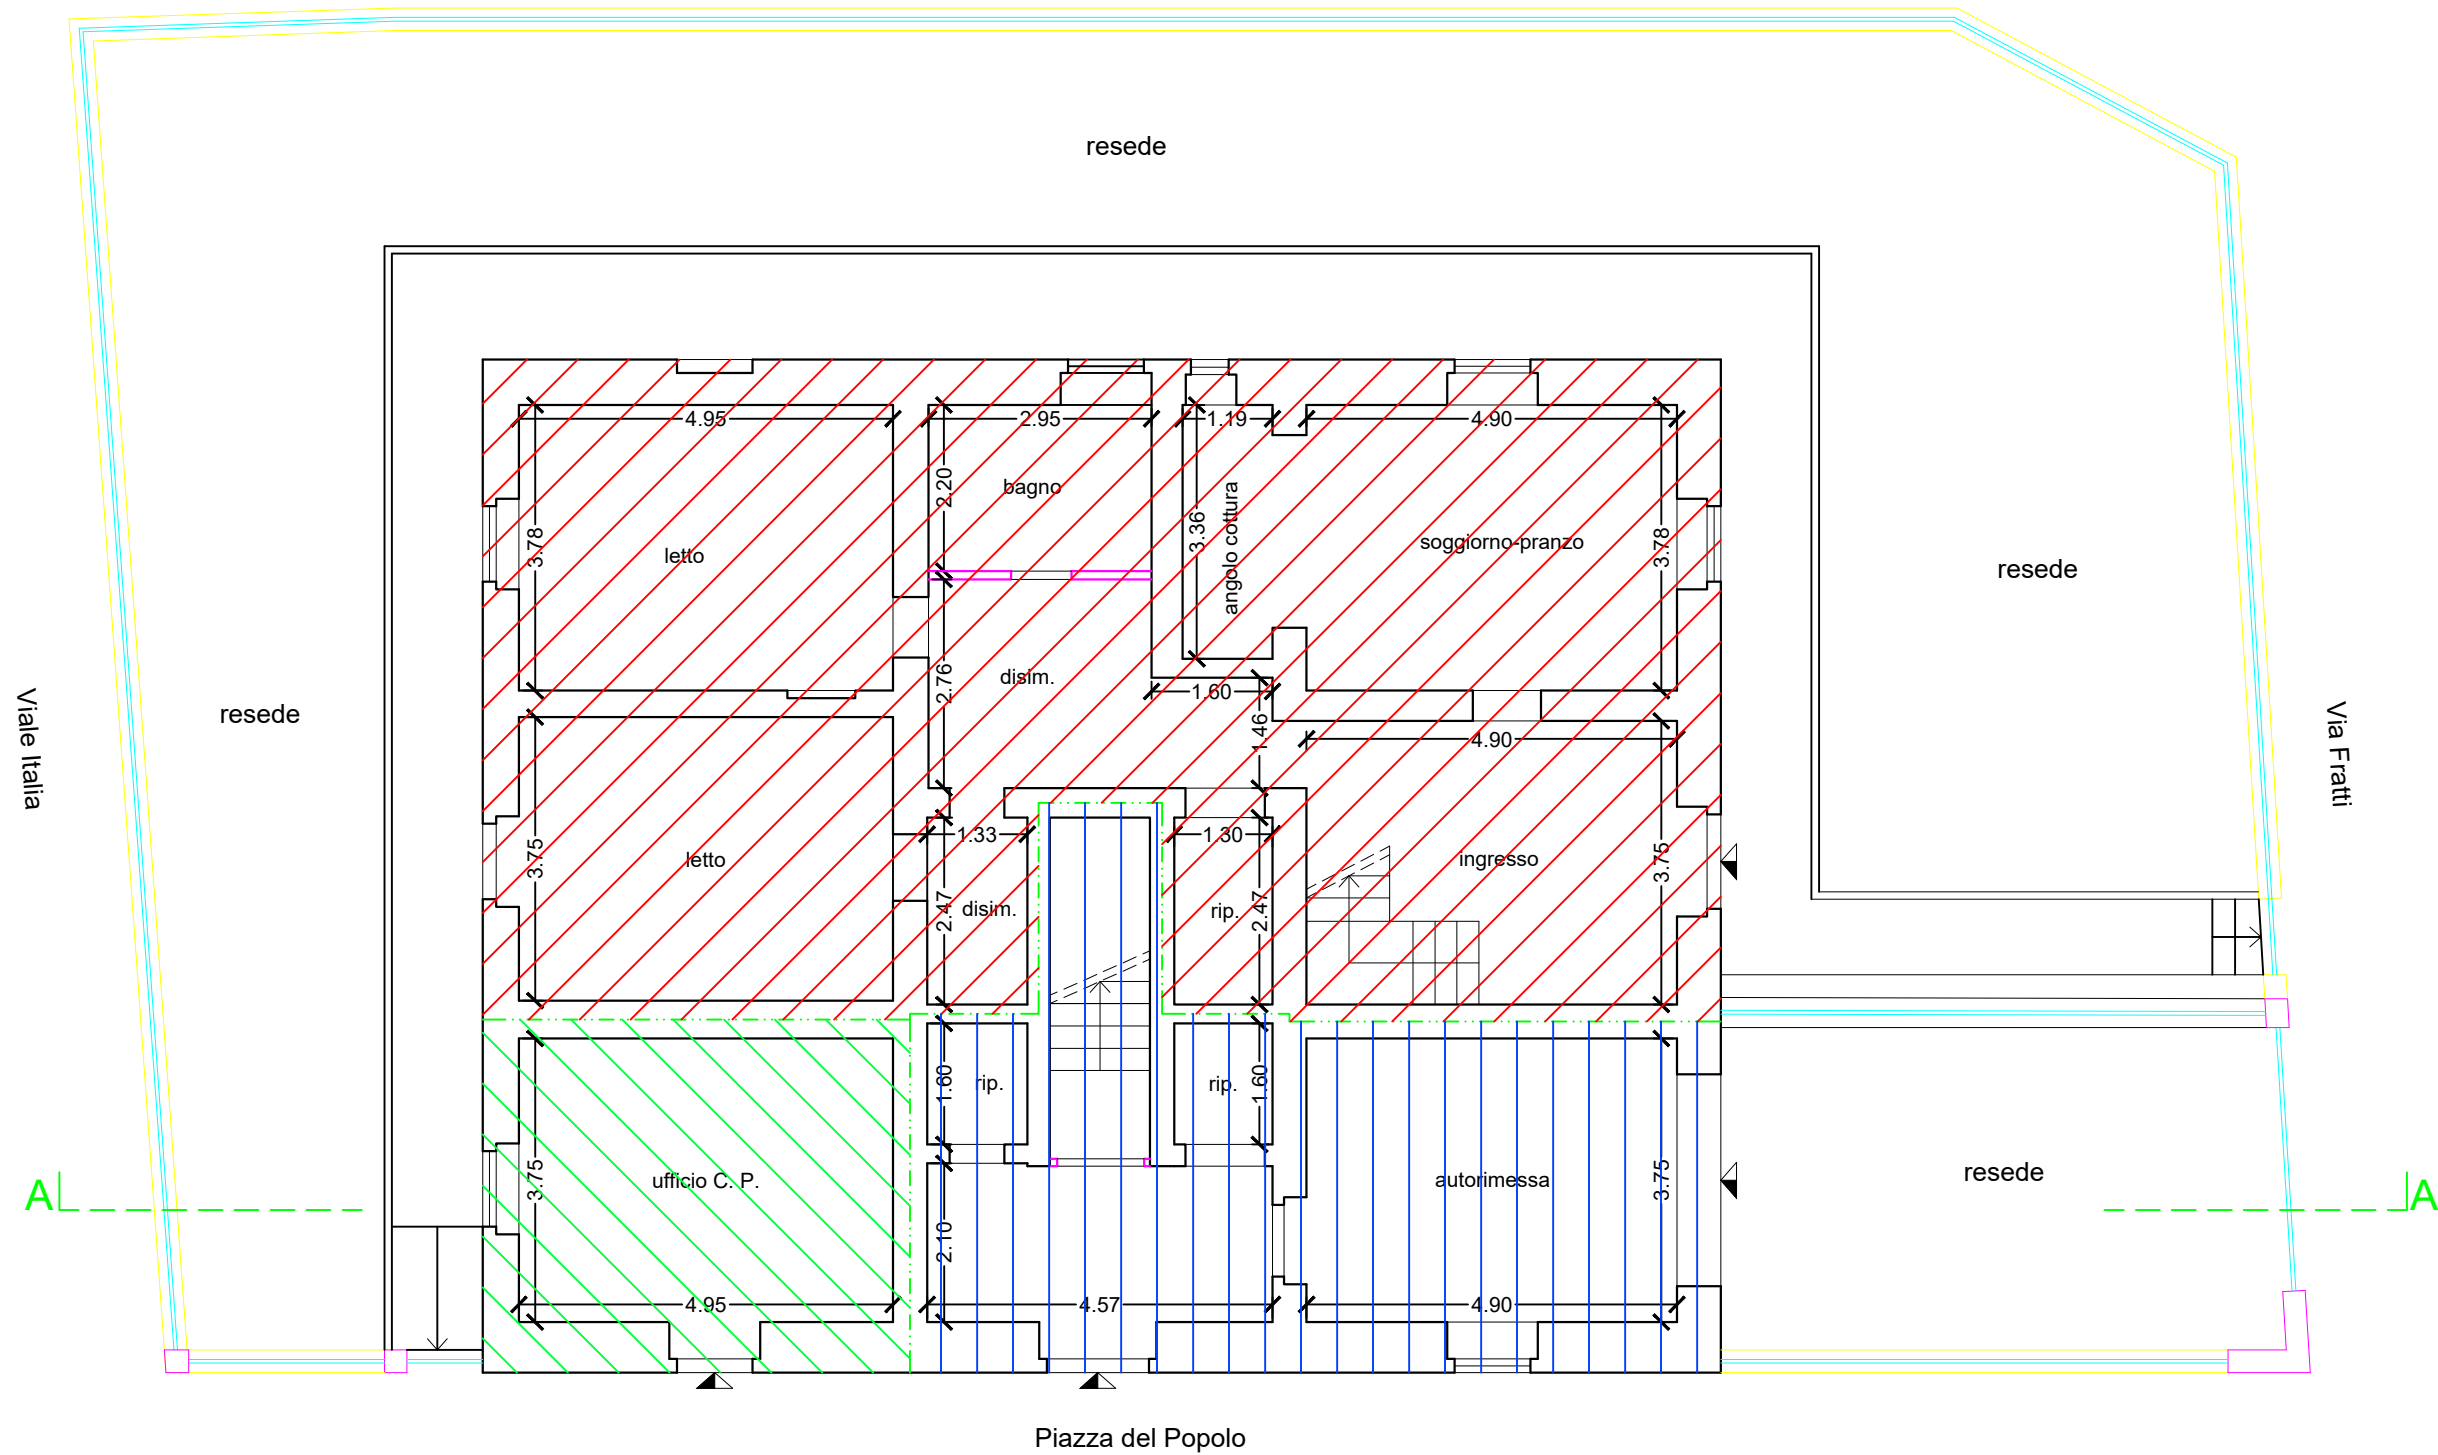 resede
4.95
2.95
1.19
4.90
2.20
bagno
3.36
angolo cottura
soggiorno-pranzo
3.78
letto
3.78
resede
2.76
disim.
1.60
resede
Viale Italia
Via Fratti
1.46
4.90
1.33
1.30
3.75
letto
ingresso
3.75
2.47
disim.
rip.
2.47
1.60
rip.
rip.
1.60
3.75
ufficio C. P.
autorimessa
3.75
resede
A
A
2.10
4.95
4.57
4.90
Piazza del Popolo